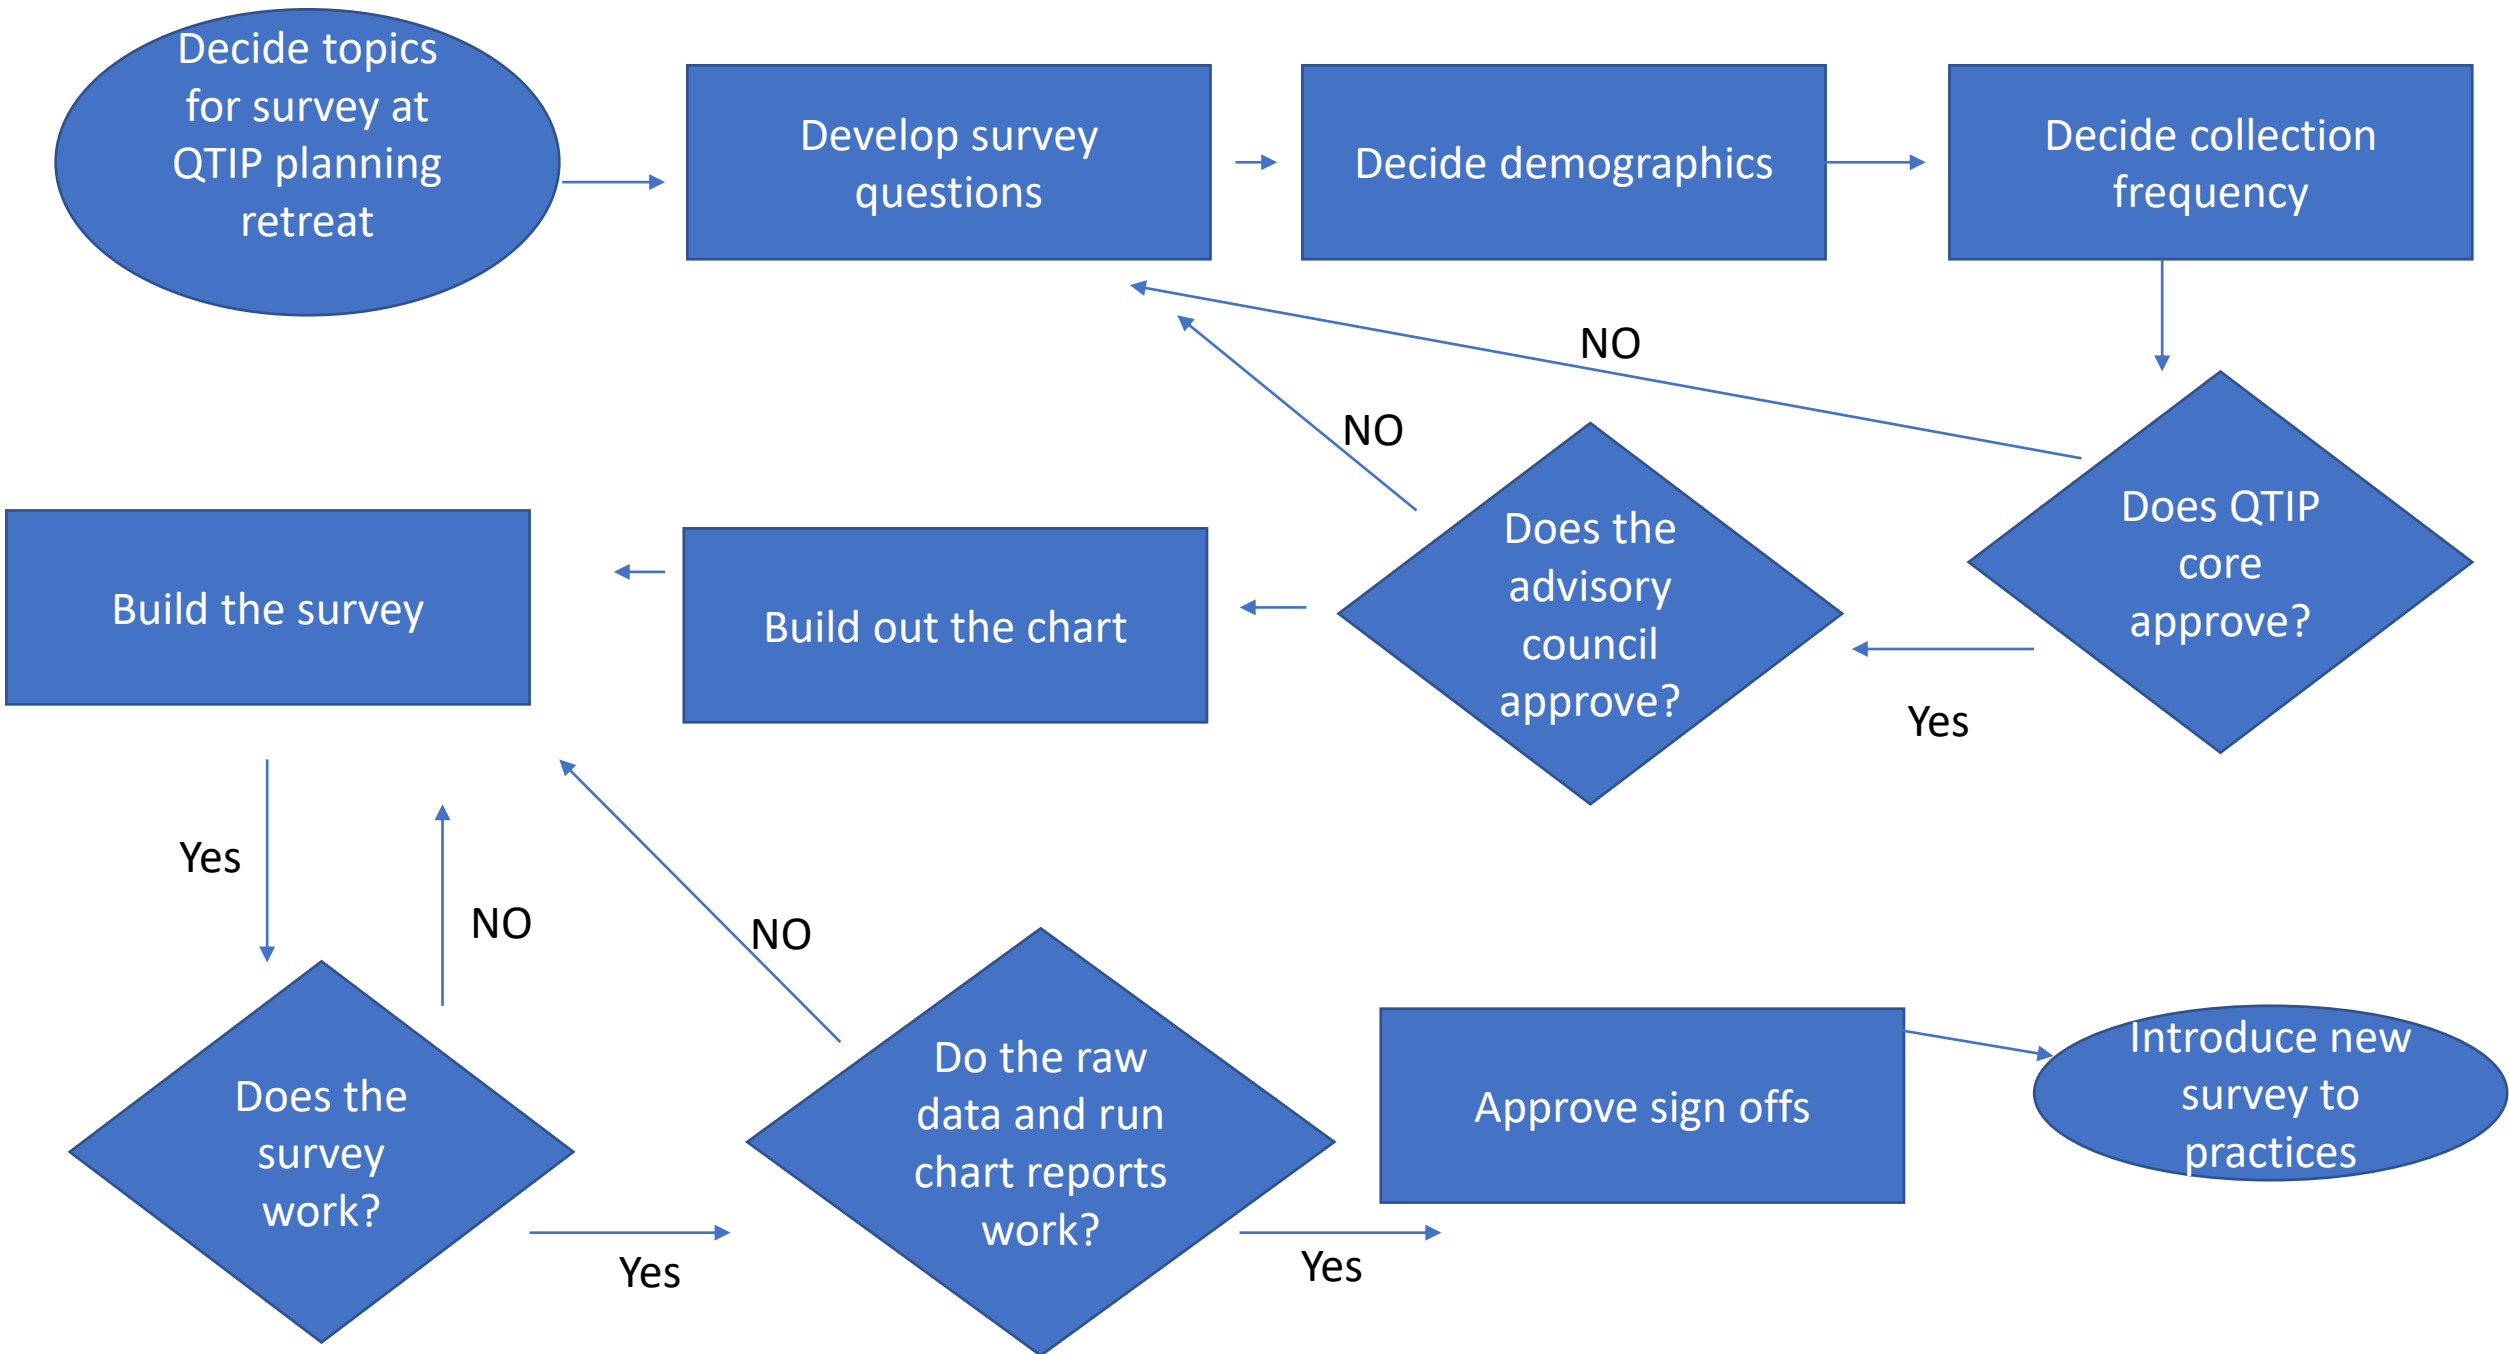 Decide topics
for survey at
QTIP planning
retreat
Develop survey
questions
Decide demographics
Decide collection
frequency
NO
NO
Does QTIP
core
approve?
Does the
advisory
council
approve?
Build out the chart
Build the survey
Yes
Yes
NO
NO
Does the
survey
work?
Do the raw
data and run
chart reports
work?
Approve sign offs
Introduce new
survey to
practices
Yes
Yes